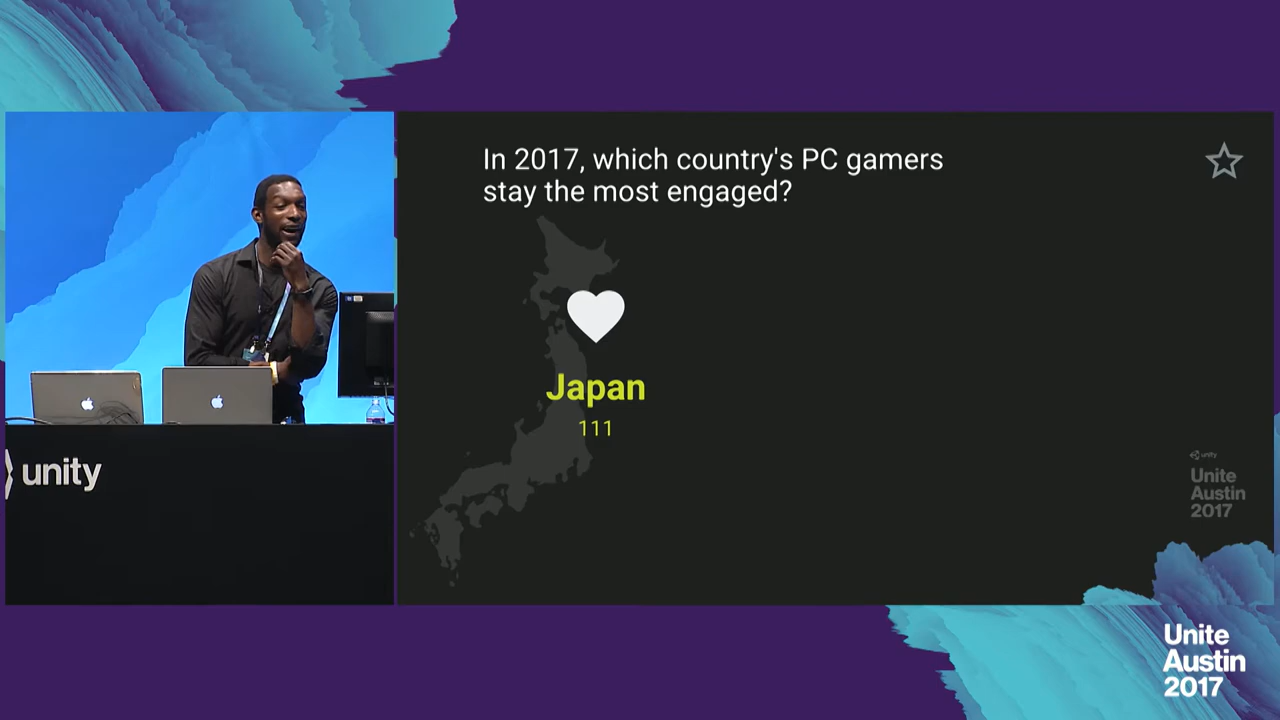 In 2017, which country's PC gamers
stay the most engaged?
Japan
111
unity
unity
Unite
Austin
2017
Unite
Austin
2017